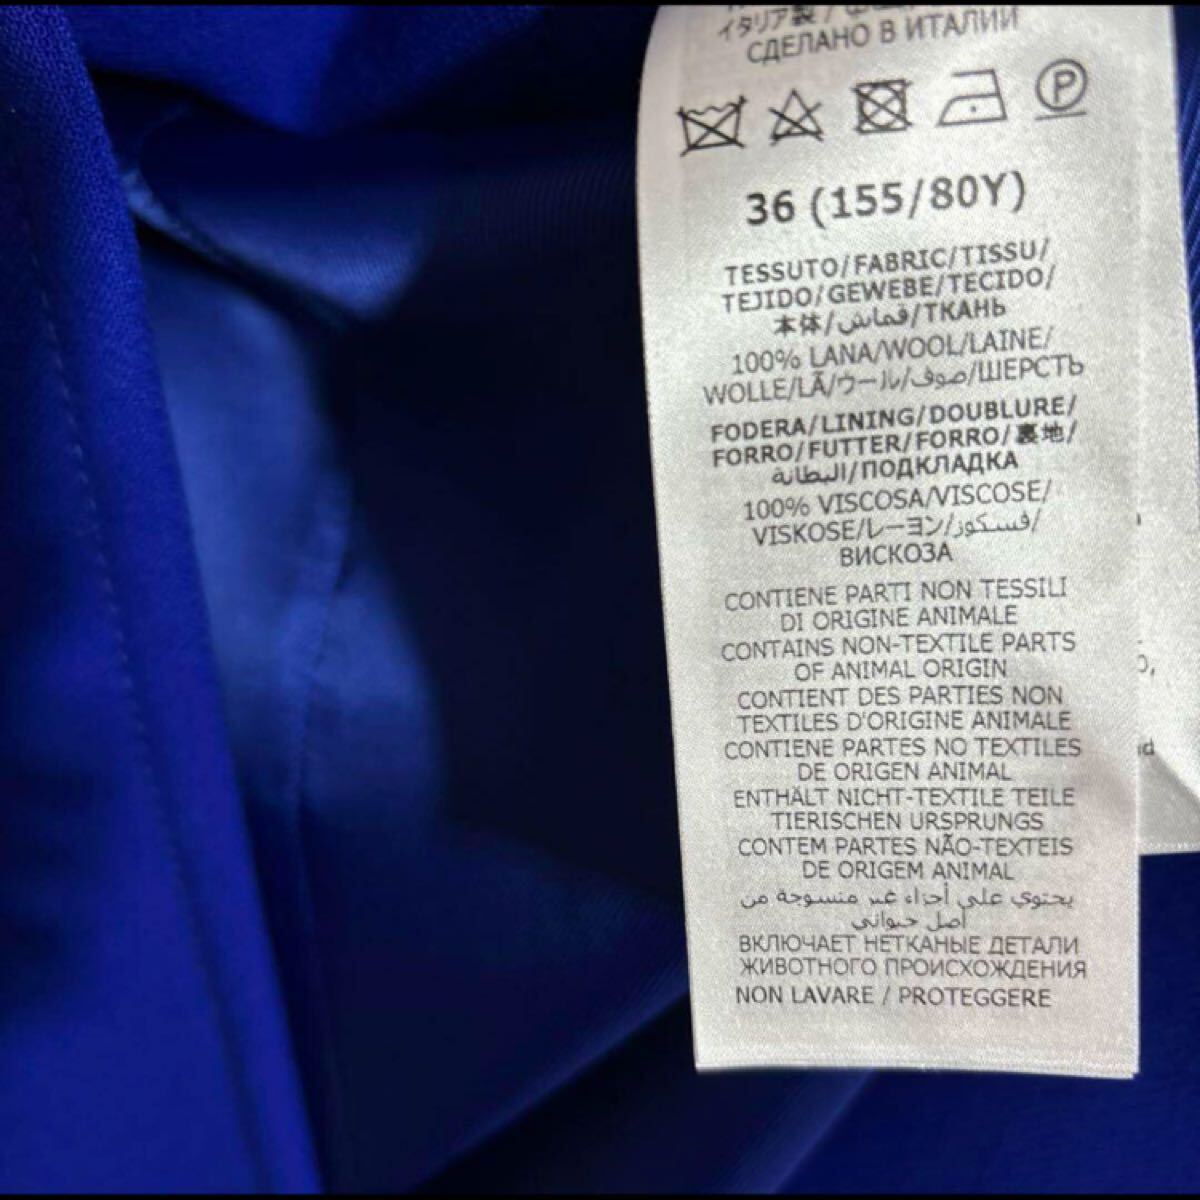 イタリア製 /
СДЕЛАНО В ИТАЛИИ
P
36 (155/80Y)
TESSUTO/FABRIC/TISSU/
TEJIDO/GEWEBE/TECIDO/
本体/قماش/ТКАНЬ
100% LANA/WOOL/LAINE/
WOLLE/LÃ/ウール/صوف/ШЕРСТЬ
FODERA/LINING/DOUBLURE/
FORRO/FUTTER/FORRO/裏地/
البطانة/ПОДКЛАДКА
100% VISCOSA/VISCOSE/
VISKOSE/レーヨン/فسكوز/
ВИСКОЗА
CONTIENE PARTI NON TESSILI
DI ORIGINE ANIMALE
CONTAINS NON-TEXTILE PARTS
OF ANIMAL ORIGIN
CONTIENT DES PARTIES NON
TEXTILES D'ORIGINE ANIMALE
CONTIENE PARTES NO TEXTILES
DE ORIGEN ANIMAL
ENTHÄLT NICHT-TEXTILE TEILE
TIERISCHEN URSPRUNGS
CONTEM PARTES NÃO-TEXTEIS
DE ORIGEM ANIMAL
يحتوي على أجزاء غير منسوجة من
أصل حيواني
ВКЛЮЧАЕТ НЕТКАНЫЕ ДЕТАЛИ
ЖИВОТНОГО ПРОИСХОЖДЕНИЯ
NON LAVARE / PROTEGGERE